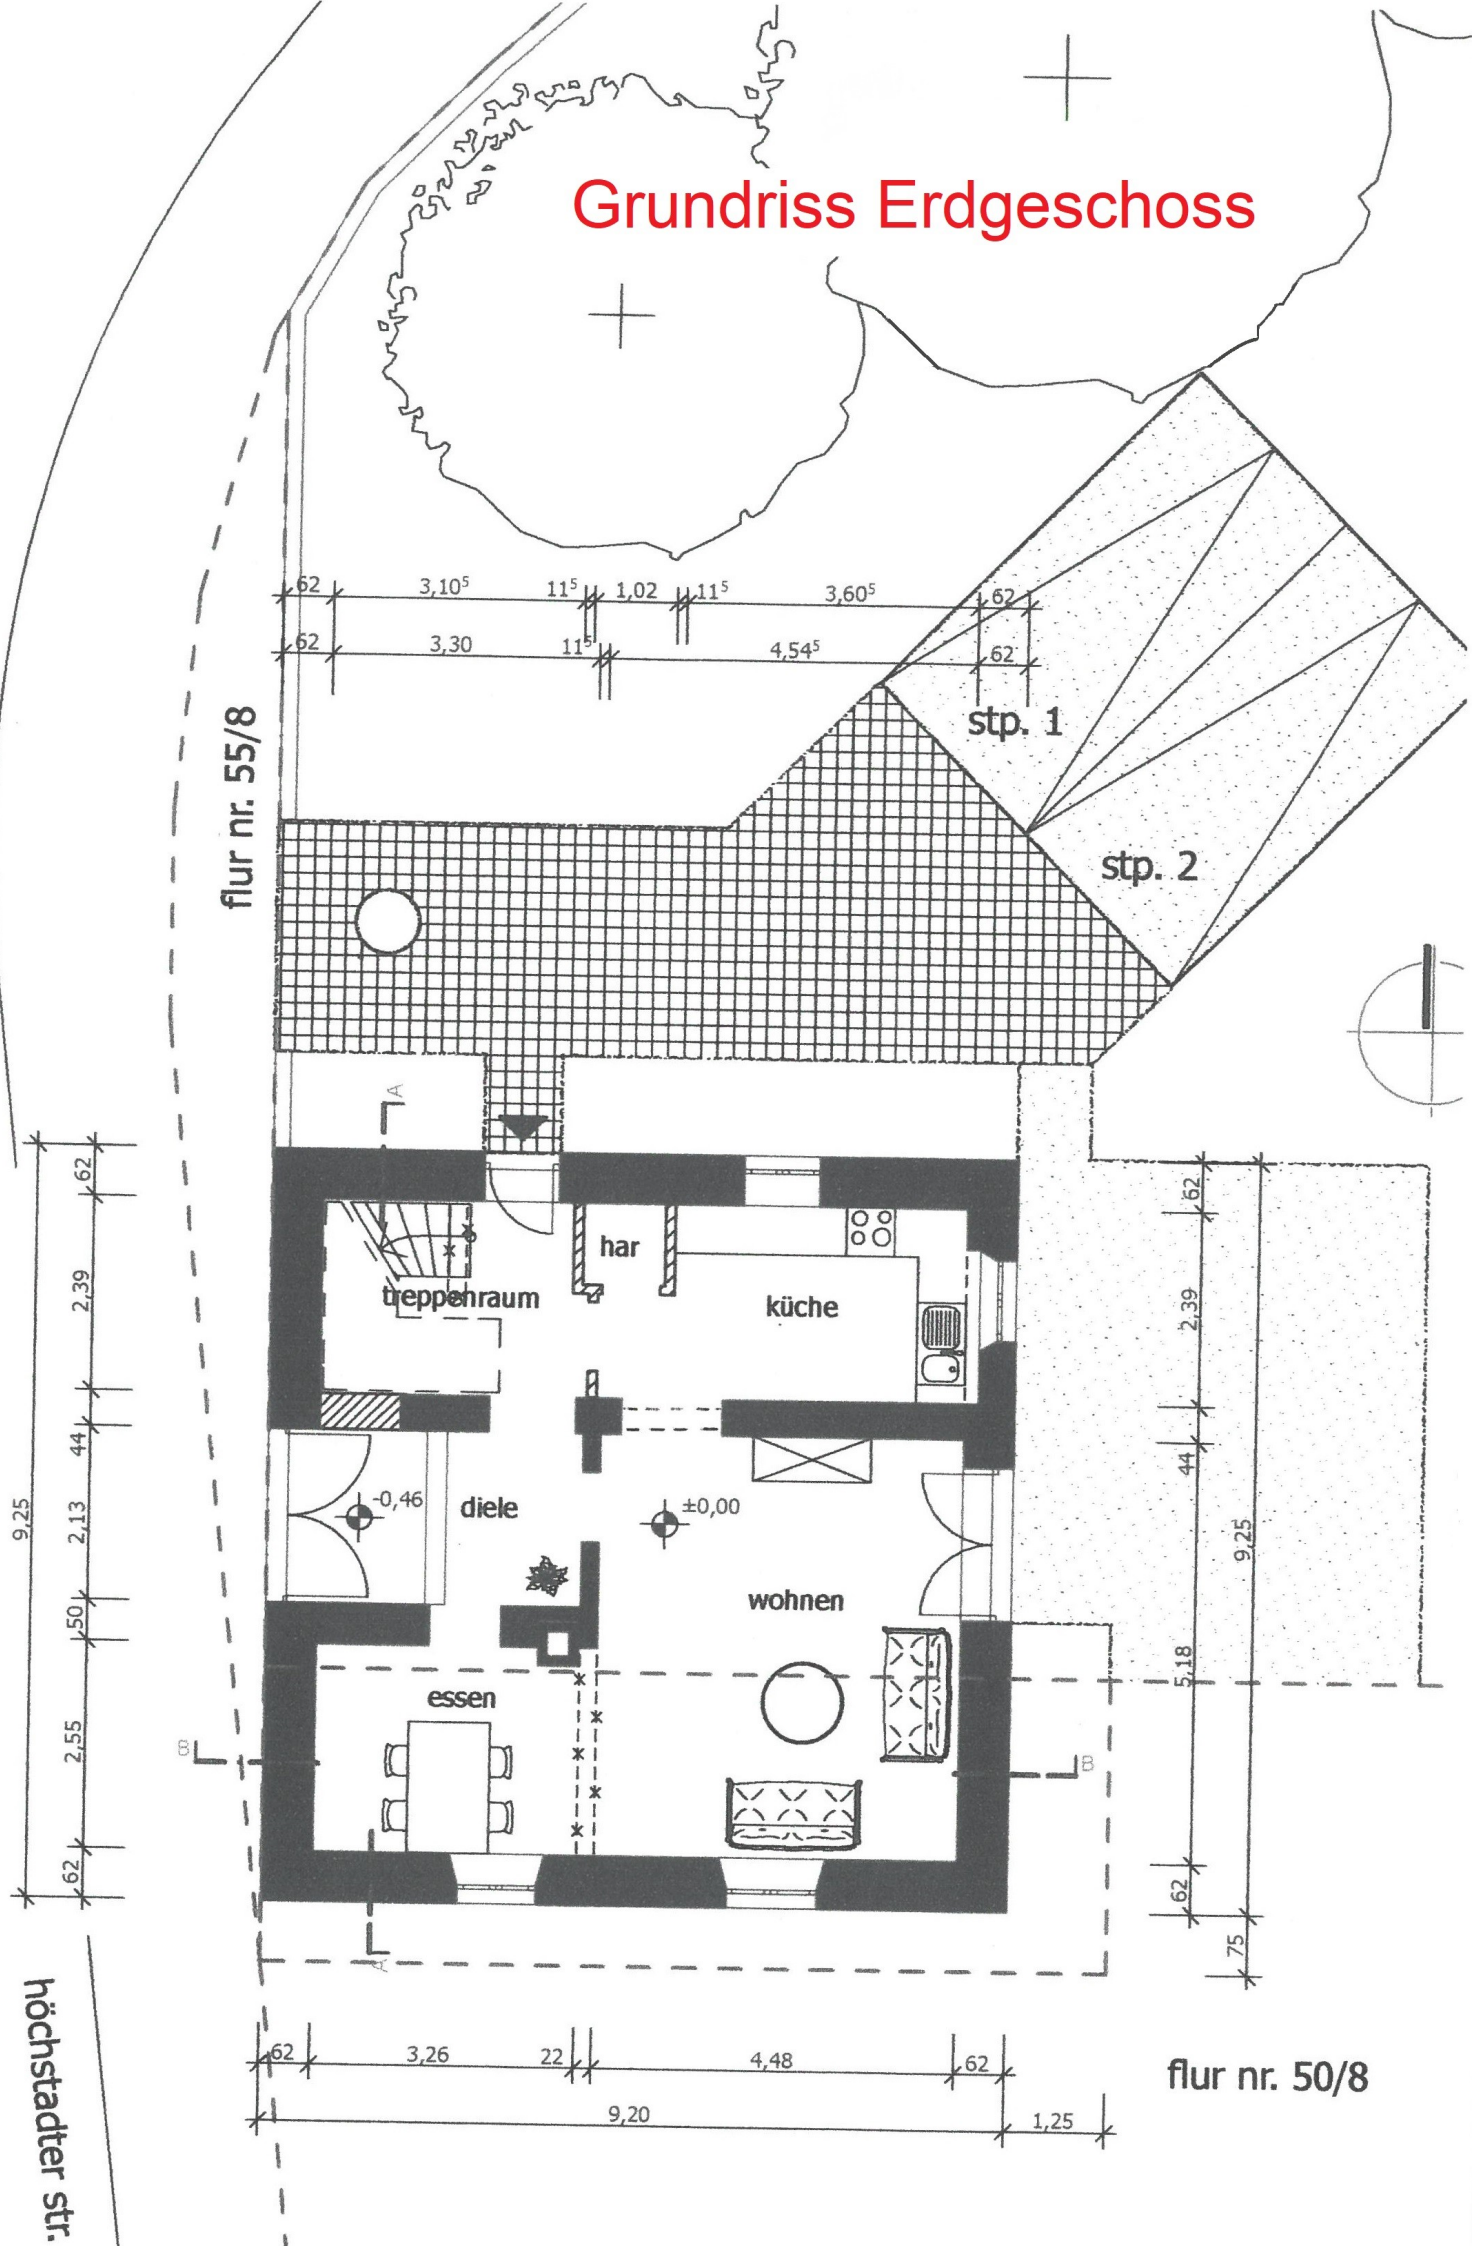 Grundriss Erdgeschoss
62 3,10⁵ 11⁵ 1,02 11⁵ 3,60⁵ 62
62 3,30 11⁵ 4,54⁵ 62
flur nr. 55/8
stp. 1
stp. 2
A
har
treppenraum
küche
-0,46
diele
±0,00
wohnen
essen
B
B
A
62
2,39
44
2,13
50
2,55
62
9,25
62
2,39
44
5,18
62
9,25
75
62 3,26 22 4,48 62
9,20 1,25
flur nr. 50/8
höchstadter str.